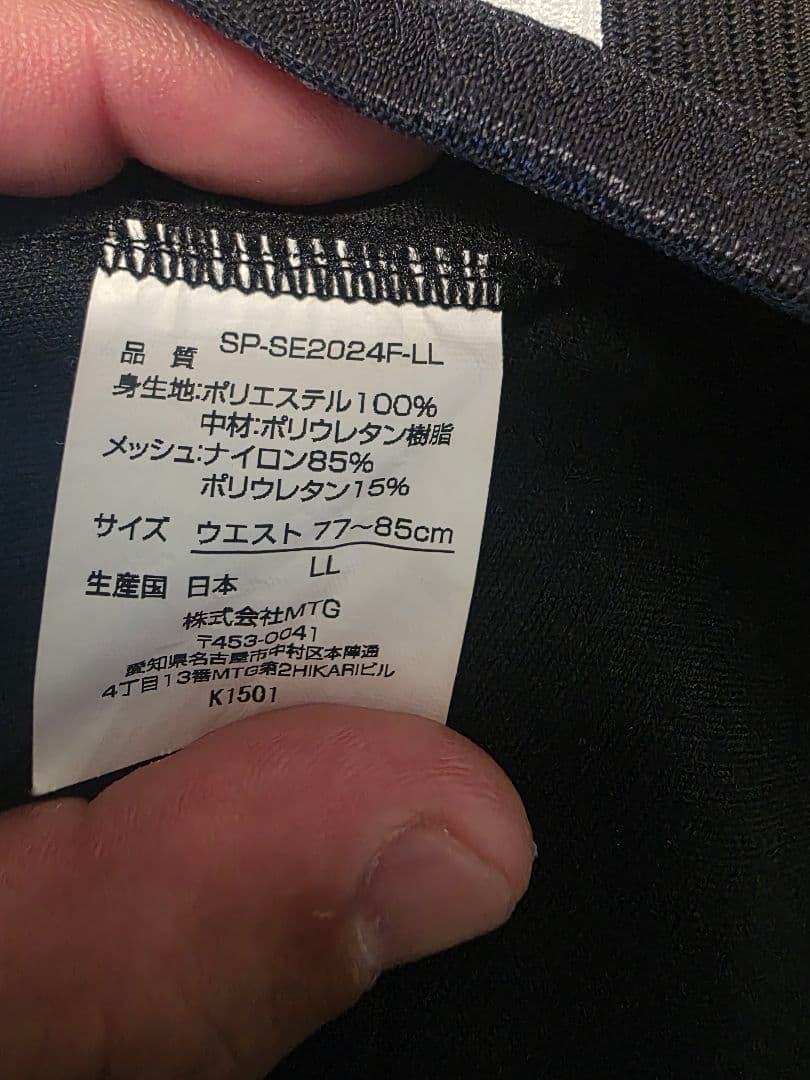 品質 SP-SE2024F-LL
身生地:ポリエステル100%
中材:ポリウレタン樹脂
メッシュ:ナイロン85%
ポリウレタン15%
サイズ ウエスト 77〜85cm
LL
生産国 日本
株式会社MTG
〒453-0041
愛知県名古屋市中村区本陣通
4丁目13番MTG第2HIKARIビル
K1501